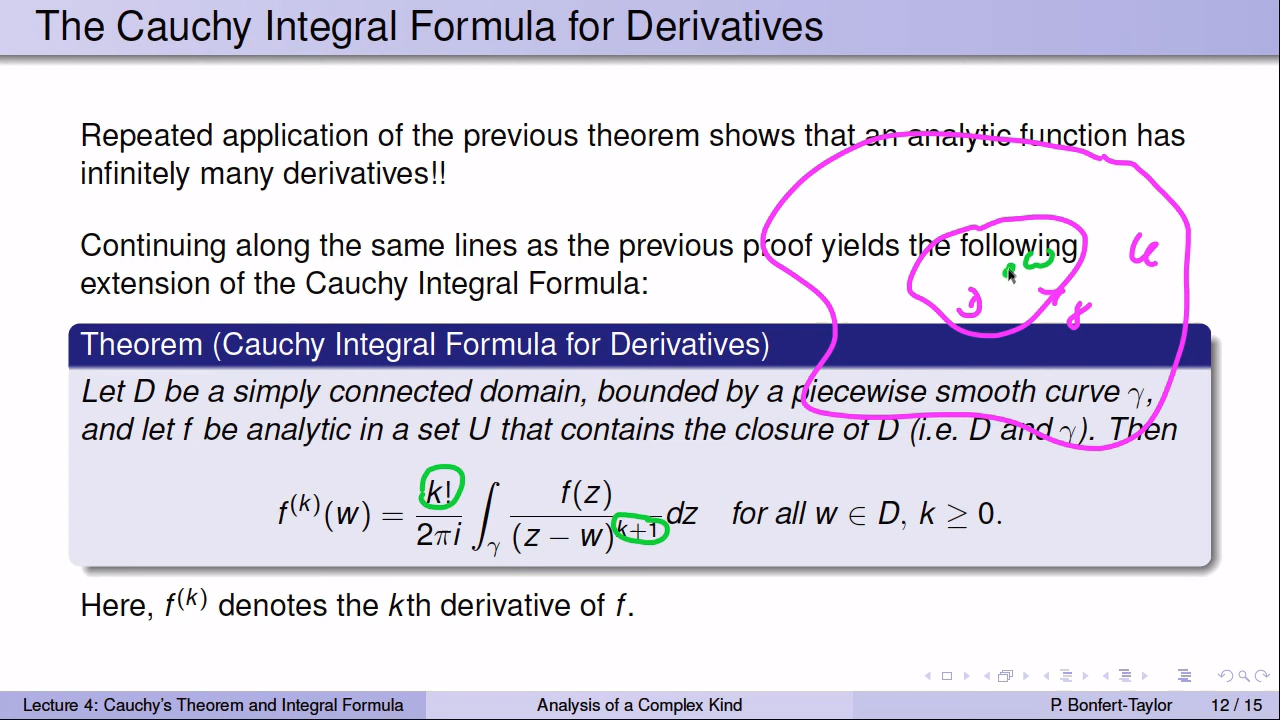 The Cauchy Integral Formula for Derivatives
Repeated application of the previous theorem shows that an analytic function has
infinitely many derivatives!!
Continuing along the same lines as the previous proof yields the following
extension of the Cauchy Integral Formula:
U
w
D
γ
Theorem (Cauchy Integral Formula for Derivatives)
Let D be a simply connected domain, bounded by a piecewise smooth curve γ,
and let f be analytic in a set U that contains the closure of D (i.e. D and γ). Then
f^(k)(w) = k!/2πi ∫_γ f(z)/(z − w)^{k+1} dz for all w ∈ D, k ≥ 0.
Here, f^(k) denotes the kth derivative of f.
Lecture 4: Cauchy's Theorem and Integral Formula Analysis of a Complex Kind P. Bonfert-Taylor 12 / 15